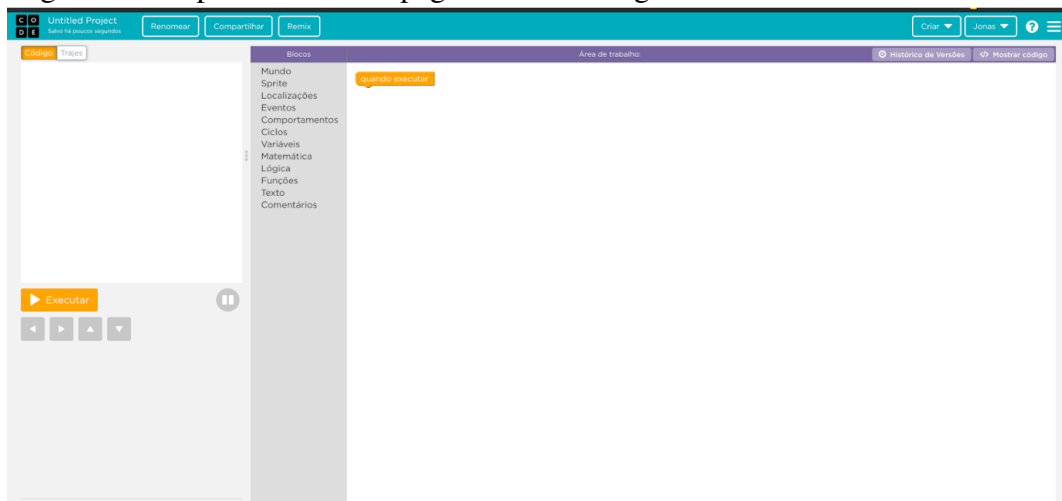 C O
D E
Untitled Project
Salvo há poucos segundos
Renomear
Compartilhar
Remix
Criar
Jonas
?
Código
Trajes
Blocos
Área de trabalho:
Histórico de Versões
</> Mostrar código
Mundo
Sprite
Localizações
Eventos
Comportamentos
Ciclos
Variáveis
Matemática
Lógica
Funções
Texto
Comentários
quando executar
Executar